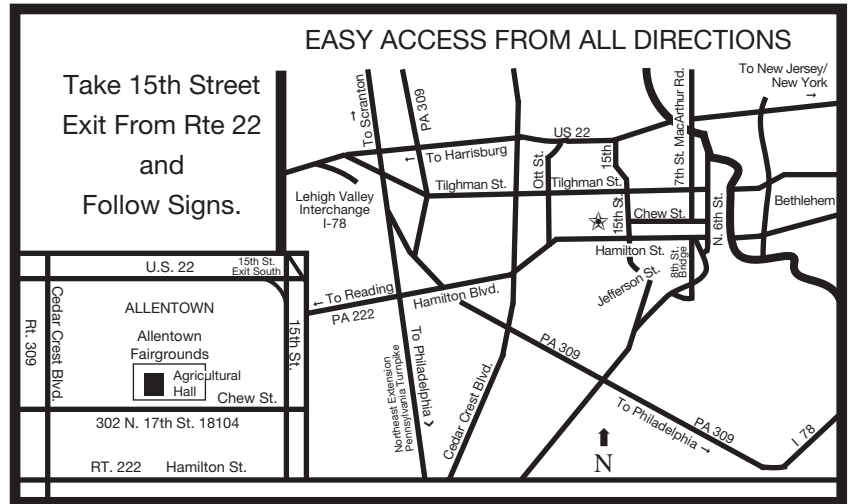 EASY ACCESS FROM ALL DIRECTIONS
Take 15th Street
Exit From Rte 22
and
Follow Signs.
To Scranton →
PA 309
7th St. MacArthur Rd.
To New Jersey/
New York
→
US 22
←
To Harrisburg
15th
Ott St.
Tilghman St.
Tilghman St.
Lehigh Valley
Interchange
I-78
15th St.
Chew St.
N. 6th St.
Bethlehem
Hamilton St.
8th St.
Bridge
Jefferson St.
← To Reading
PA 222
Hamilton Blvd.
To Philadelphia
Northeast Extension
Pennsylvania Turnpike
Cedar Crest Blvd.
PA 309
To Philadelphia →
PA 309
I 78
N
U.S. 22
15th St.
Exit South
Rt. 309
Cedar Crest Blvd.
ALLENTOWN
Allentown
Fairgrounds
Agricultural
Hall
15th St.
Chew St.
302 N. 17th St. 18104
RT. 222 Hamilton St.